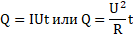 Q = IUt или Q = U²/R t